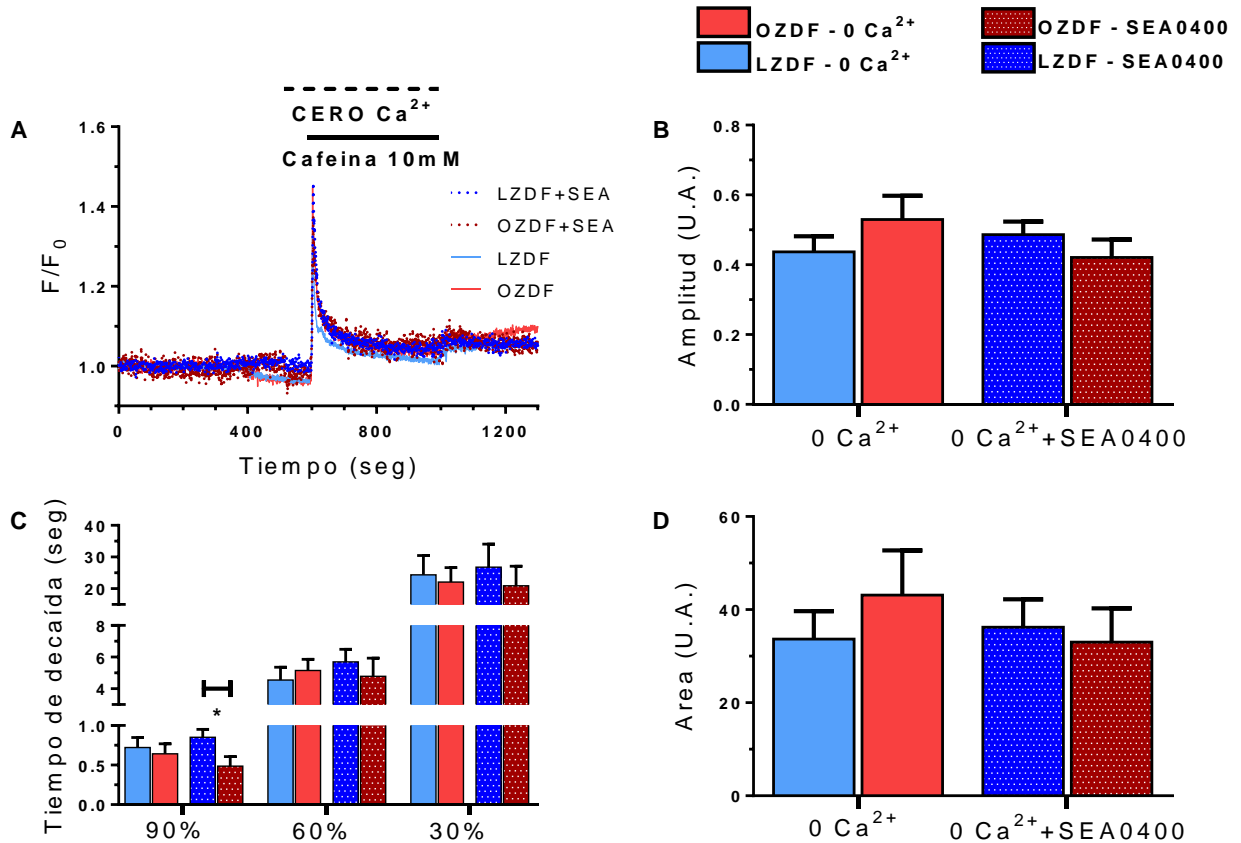 OZDF - 0 Ca²⁺
LZDF - 0 Ca²⁺
OZDF - SEA0400
LZDF - SEA0400
A
CERO Ca²⁺
Cafeina 10mM
LZDF+SEA
OZDF+SEA
LZDF
OZDF
F/F₀
1.6
1.4
1.2
1.0
0
400
800
1200
Tiempo (seg)
B
Amplitud (U.A.)
0.8
0.6
0.4
0.2
0.0
0 Ca²⁺
0 Ca²⁺+SEA0400
C
Tiempo de decaída (seg)
40
30
20
8
6
4
1.0
0.5
0.0
*
90%
60%
30%
D
Area (U.A.)
60
40
20
0
0 Ca²⁺
0 Ca²⁺+SEA0400